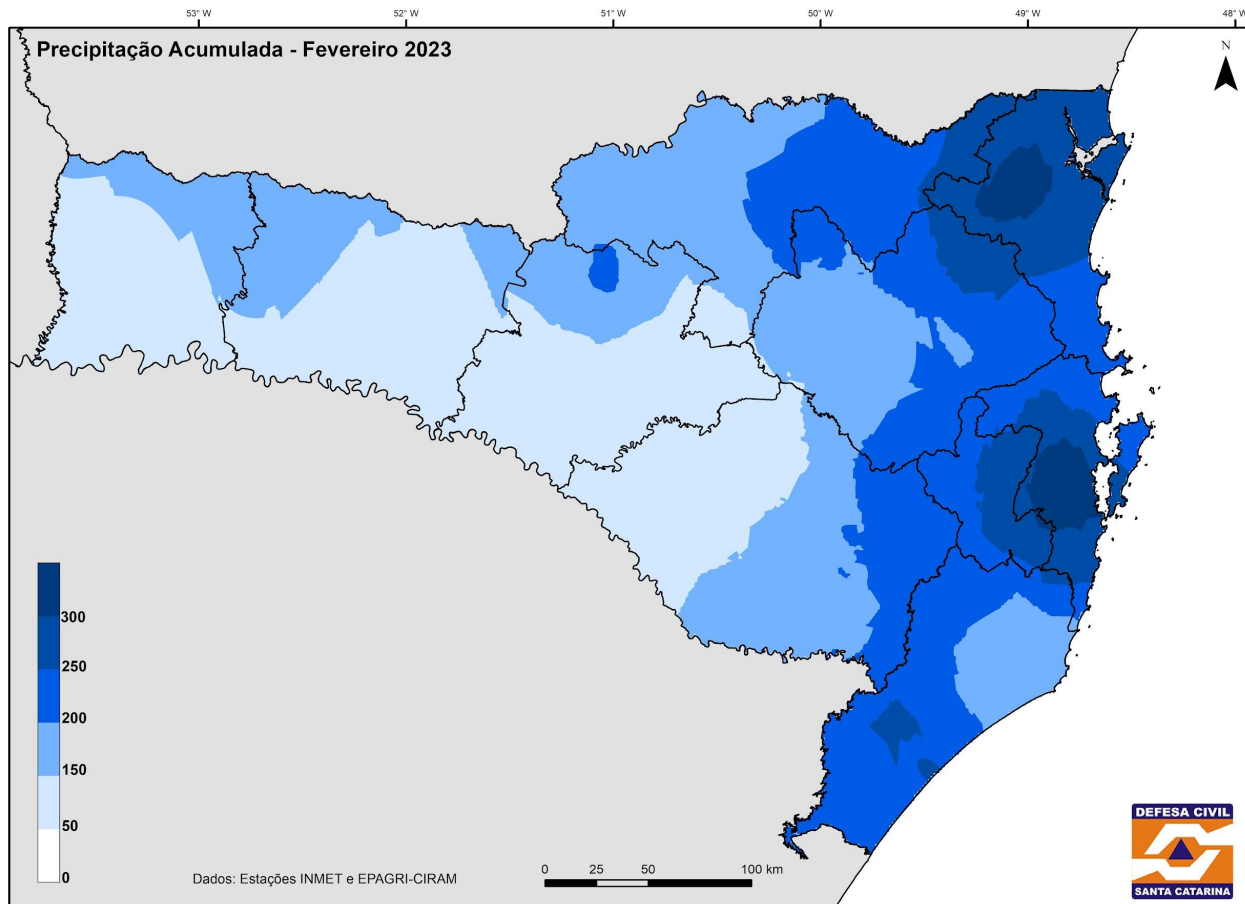 53° W 52° W 51° W 50° W 49° W 48° W
Precipitação Acumulada - Fevereiro 2023
N
300
250
200
150
50
0
Dados: Estações INMET e EPAGRI-CIRAM
0 25 50 100 km
DEFESA CIVIL
SANTA CATARINA